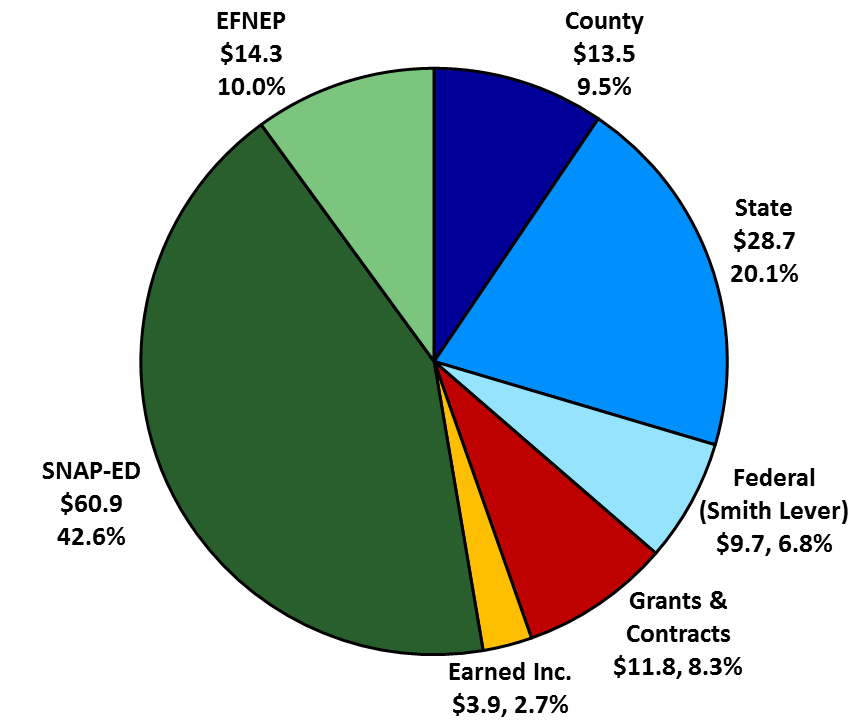 EFNEP
$14.3
10.0%
County
$13.5
9.5%
State
$28.7
20.1%
Federal
(Smith Lever)
$9.7, 6.8%
Grants &
Contracts
$11.8, 8.3%
Earned Inc.
$3.9, 2.7%
SNAP-ED
$60.9
42.6%